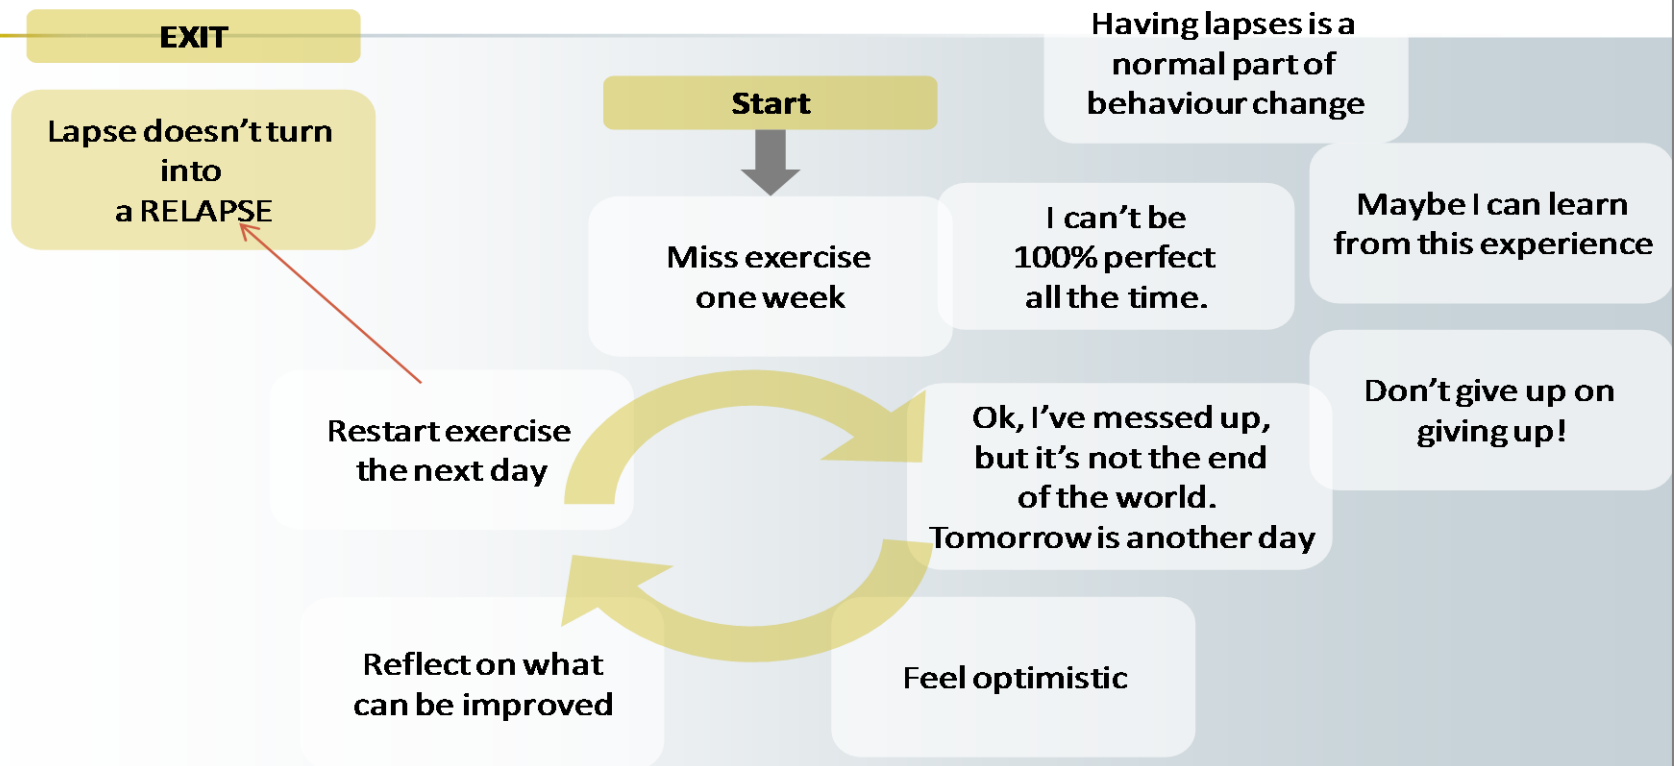 EXIT
Lapse doesn’t turn
into
a RELAPSE
Start
Having lapses is a
normal part of
behaviour change
Miss exercise
one week
I can’t be
100% perfect
all the time.
Maybe I can learn
from this experience
Restart exercise
the next day
Ok, I’ve messed up,
but it’s not the end
of the world.
Tomorrow is another day
Don’t give up on
giving up!
Reflect on what
can be improved
Feel optimistic